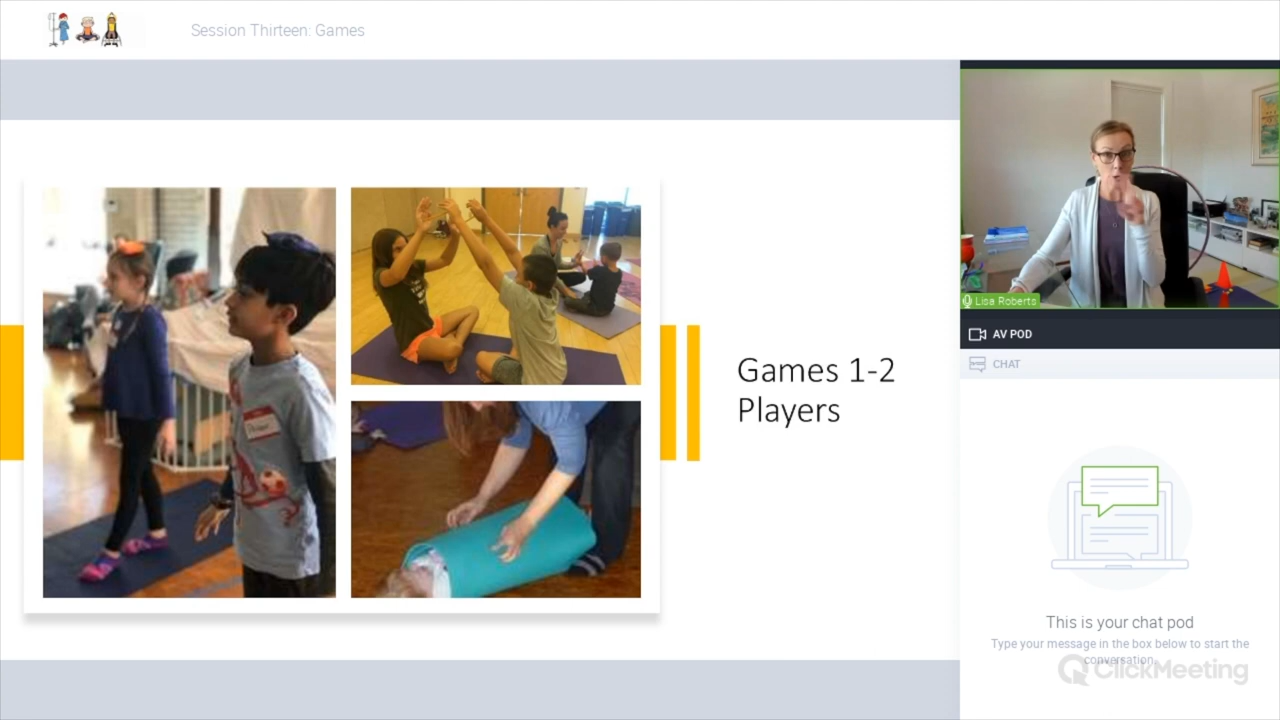 Session Thirteen: Games
Games 1-2
Players
Lisa Roberts
AV POD
CHAT
This is your chat pod
Type your message in the box below to start the
conversation.
ClickMeeting